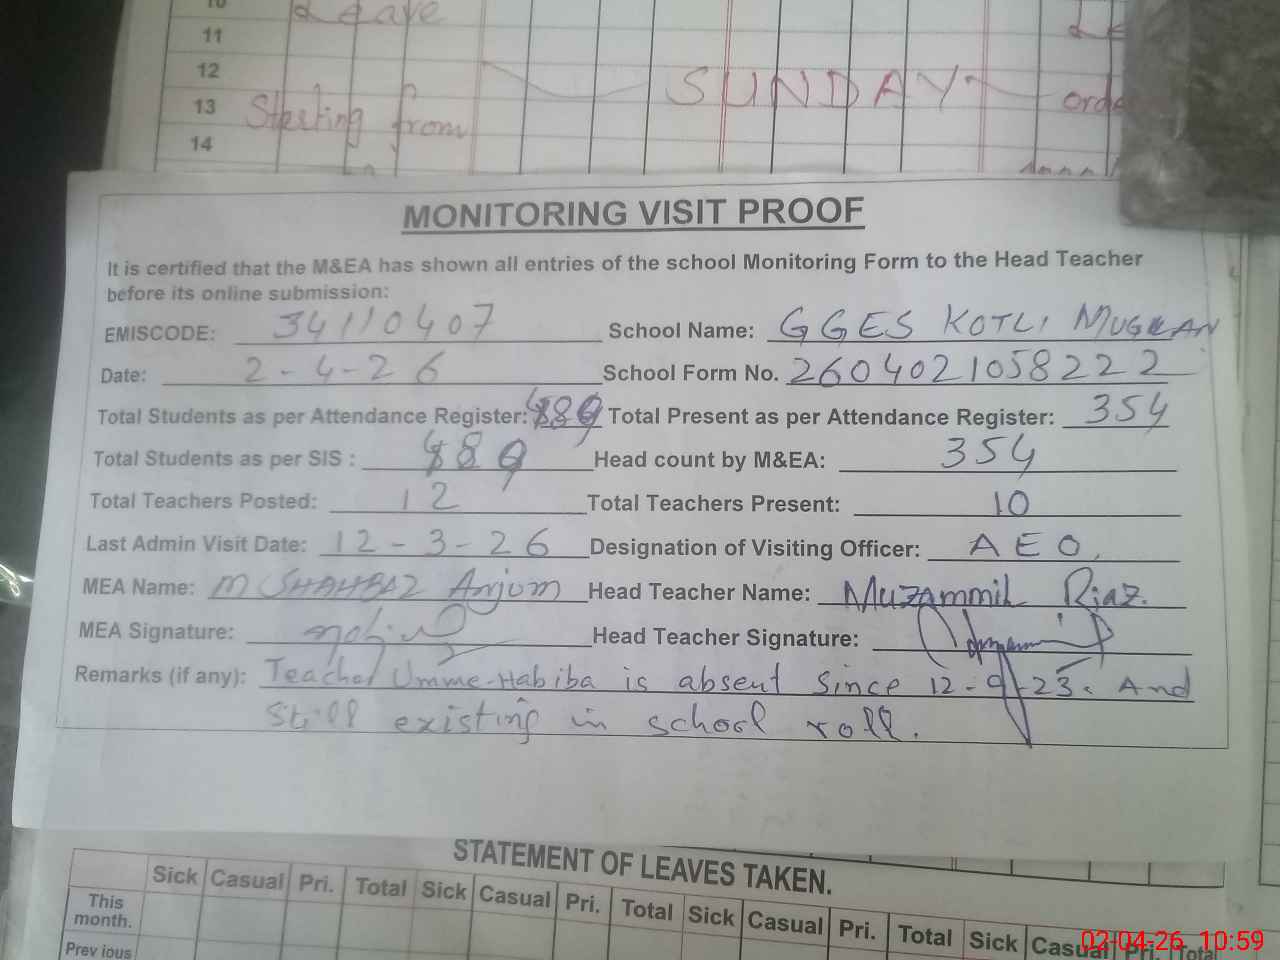 10 Leave
11
12 SUNDAY
13 Starting from
14
MONITORING VISIT PROOF
It is certified that the M&EA has shown all entries of the school Monitoring Form to the Head Teacher
before its online submission:
EMISCODE: 34110407 School Name: GGES KOTLI MUGHLAN
Date: 2-4-26 School Form No. 2604021058222
Total Students as per Attendance Register: 489 Total Present as per Attendance Register: 354
Total Students as per SIS : 489 Head count by M&EA: 354
Total Teachers Posted: 12 Total Teachers Present: 10
Last Admin Visit Date: 12-3-26 Designation of Visiting Officer: AEO,
MEA Name: M SHAHBAZ Anjum Head Teacher Name: Muzammil Riaz.
MEA Signature: Head Teacher Signature:
Remarks (if any): Teacher Umme-Habiba is absent since 12-9-23. And
still existing in school roll.
STATEMENT OF LEAVES TAKEN.
Sick Casual Pri. Total Sick Casual Pri. Total Sick Casual Pri. Total Sick Casual Pri. Total
This
month.
Previous
02-04-26 10:59